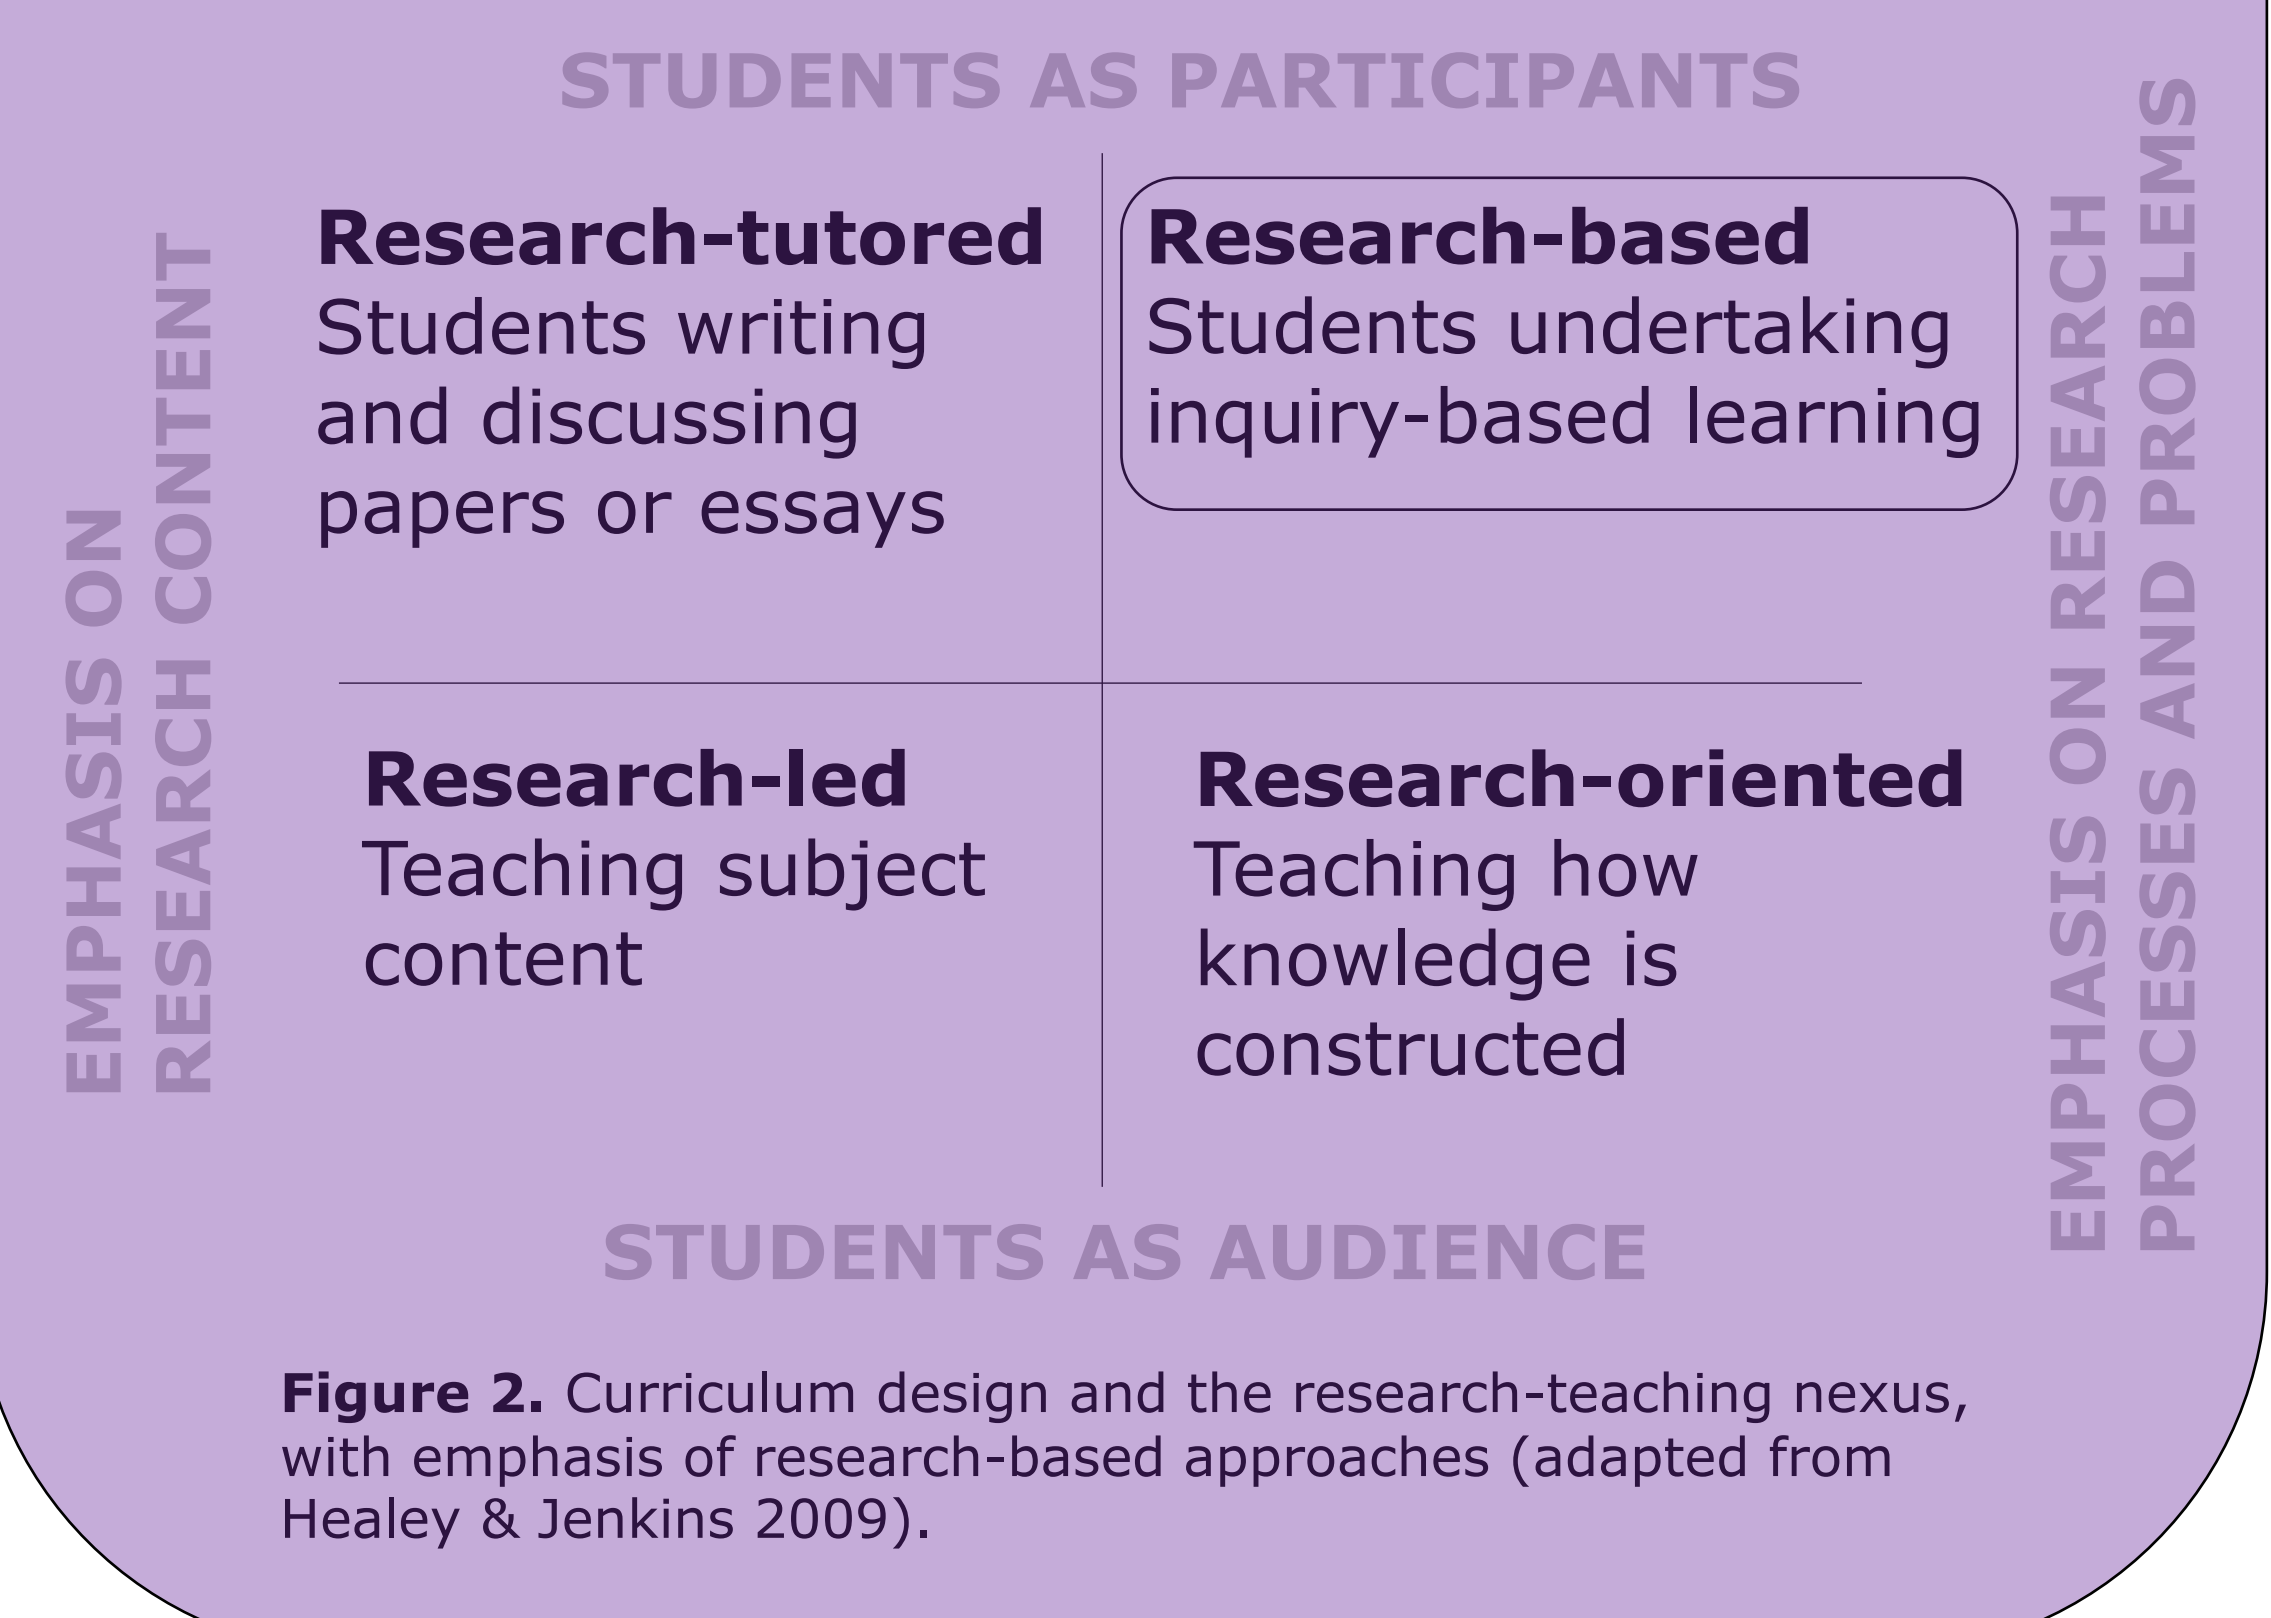 STUDENTS AS PARTICIPANTS
EMPHASIS ON
RESEARCH CONTENT
Research-tutored
Students writing
and discussing
papers or essays
Research-based
Students undertaking
inquiry-based learning
Research-led
Teaching subject
content
Research-oriented
Teaching how
knowledge is
constructed
EMPHASIS ON RESEARCH
PROCESSES AND PROBLEMS
STUDENTS AS AUDIENCE
Figure 2. Curriculum design and the research-teaching nexus,
with emphasis of research-based approaches (adapted from
Healey & Jenkins 2009).